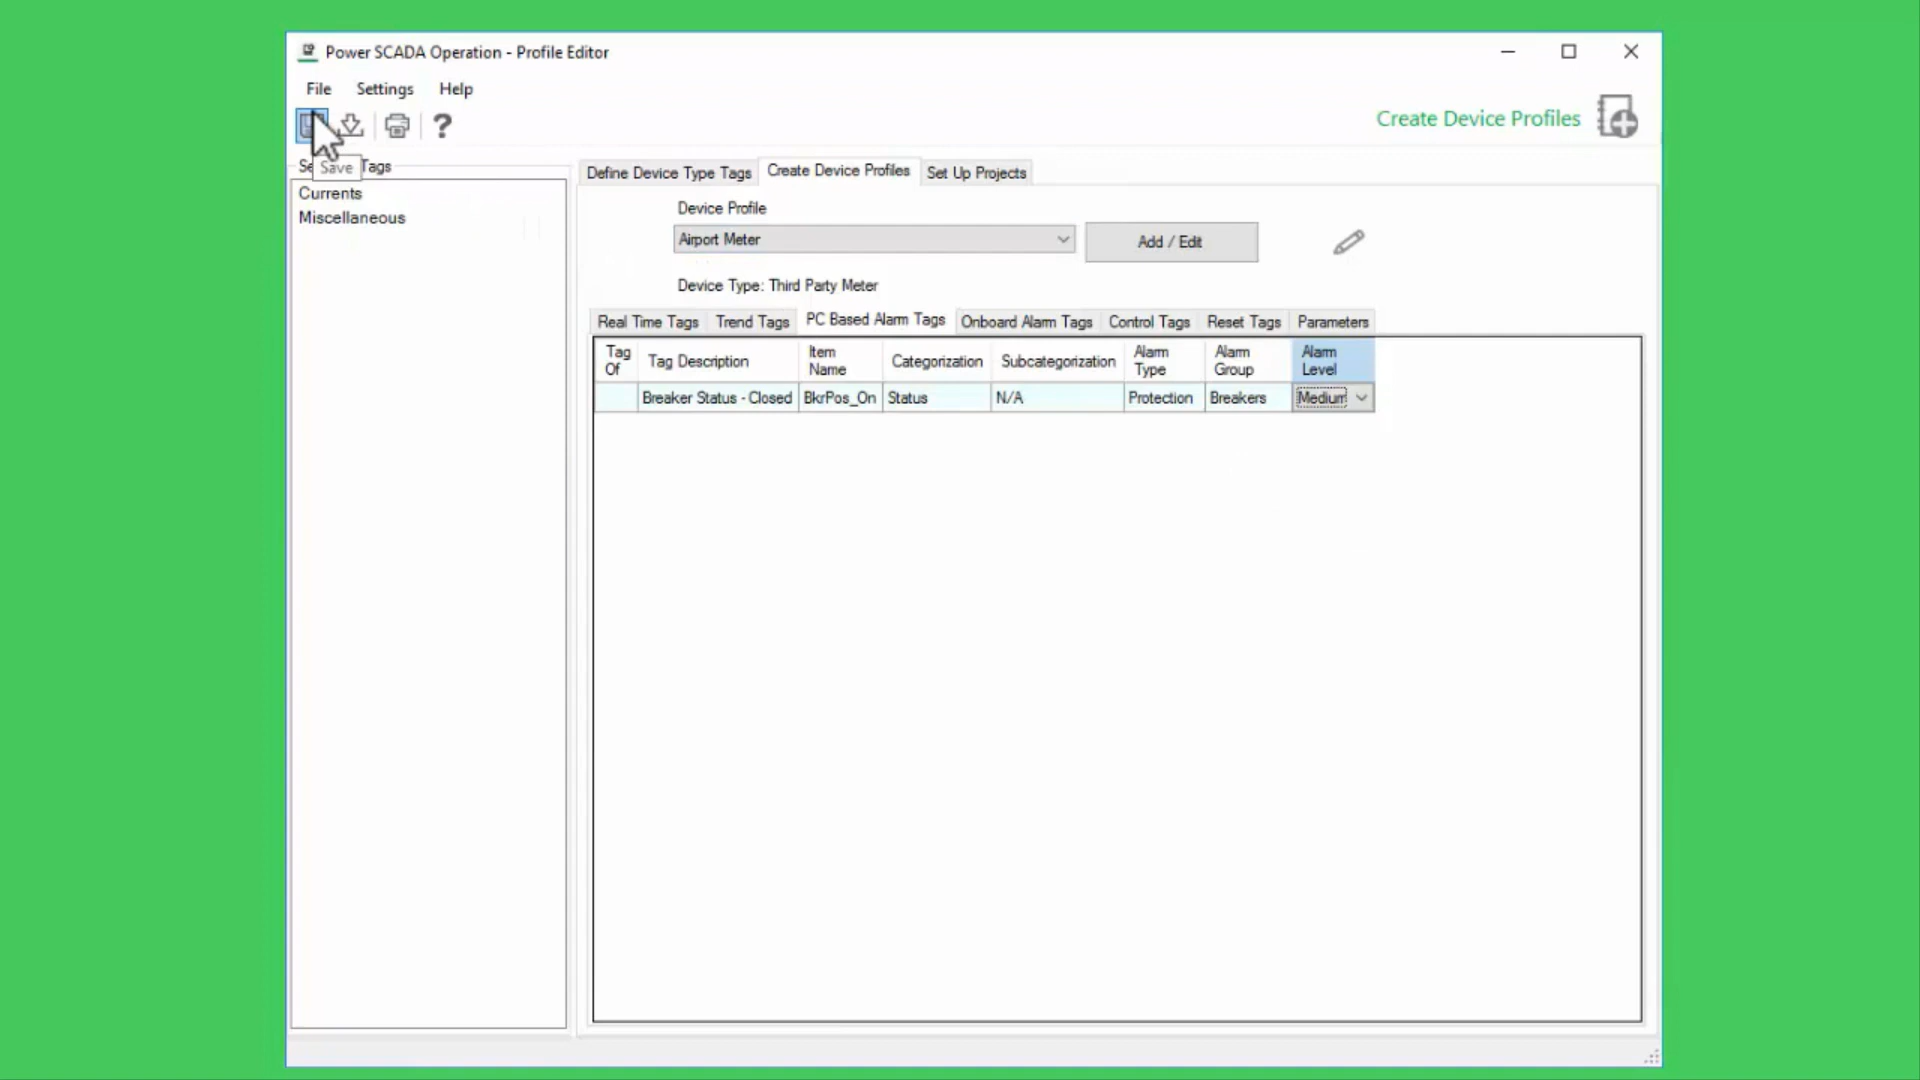 Power SCADA Operation - Profile Editor
File Settings Help
?
Create Device Profiles
Se
Save
Tags
Currents
Miscellaneous
Define Device Type Tags Create Device Profiles Set Up Projects
Device Profile
Airport Meter
Add / Edit
Device Type: Third Party Meter
Real Time Tags Trend Tags PC Based Alarm Tags Onboard Alarm Tags Control Tags Reset Tags Parameters
Tag Of Tag Description Item Name Categorization Subcategorization Alarm Type Alarm Group Alarm Level
Breaker Status - Closed BkrPos_On Status N/A Protection Breakers Medium